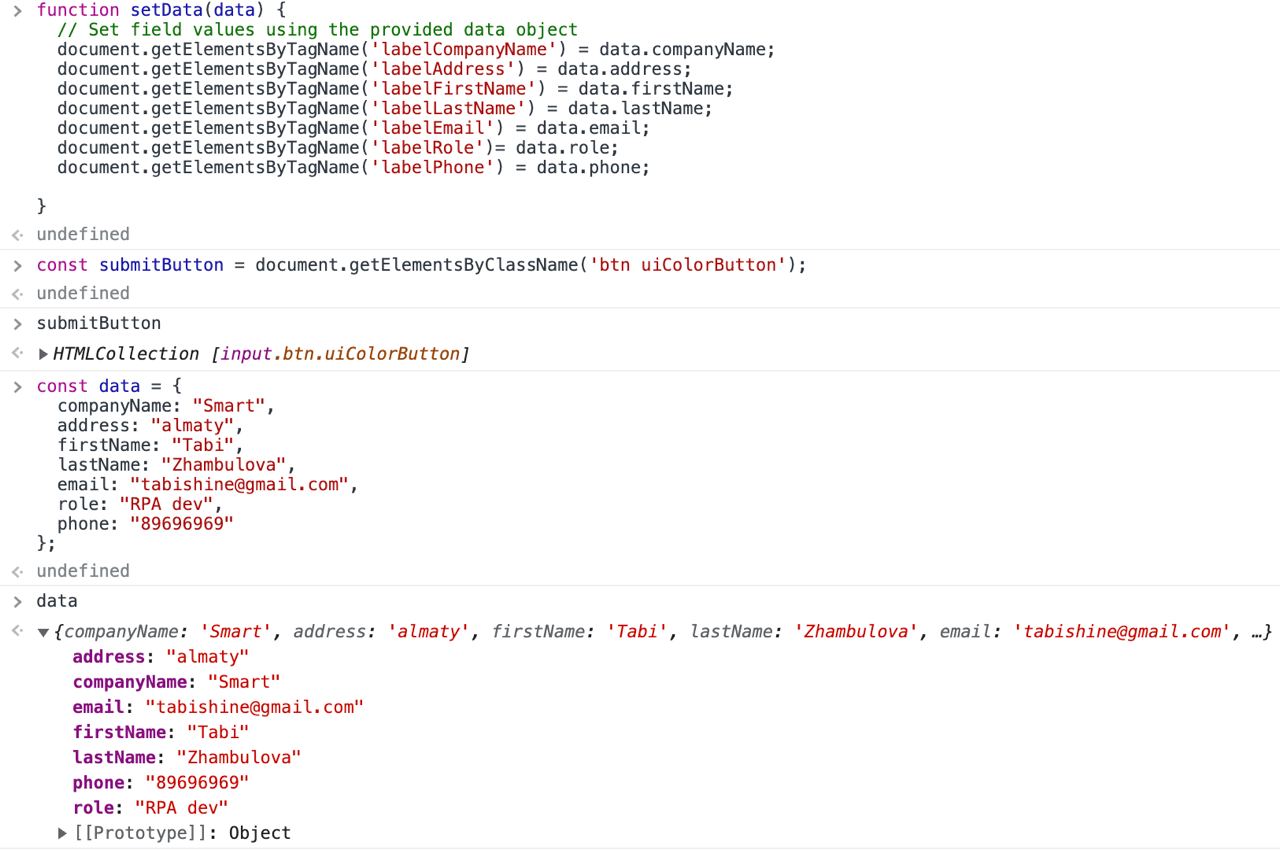 function setData(data) {
// Set field values using the provided data object
document.getElementsByTagName('labelCompanyName') = data.companyName;
document.getElementsByTagName('labelAddress') = data.address;
document.getElementsByTagName('labelFirstName') = data.firstName;
document.getElementsByTagName('labelLastName') = data.lastName;
document.getElementsByTagName('labelEmail') = data.email;
document.getElementsByTagName('labelRole')= data.role;
document.getElementsByTagName('labelPhone') = data.phone;
}
undefined
const submitButton = document.getElementsByClassName('btn uiColorButton');
undefined
submitButton
HTMLCollection [input.btn.uiColorButton]
const data = {
companyName: "Smart",
address: "almaty",
firstName: "Tabi",
lastName: "Zhambulova",
email: "tabishine@gmail.com",
role: "RPA dev",
phone: "89696969"
};
undefined
data
{companyName: 'Smart', address: 'almaty', firstName: 'Tabi', lastName: 'Zhambulova', email: 'tabishine@gmail.com', …}
address: "almaty"
companyName: "Smart"
email: "tabishine@gmail.com"
firstName: "Tabi"
lastName: "Zhambulova"
phone: "89696969"
role: "RPA dev"
[[Prototype]]: Object